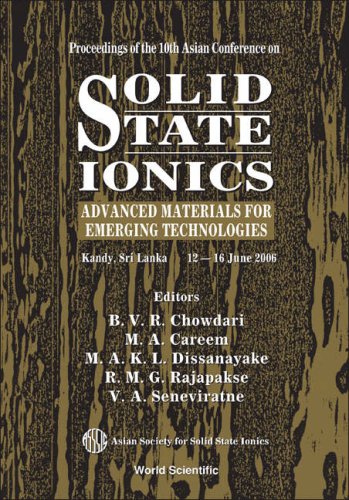 Proceedings of the 10th Asian Conference on
SOLID
STATE
IONICS
ADVANCED MATERIALS FOR
EMERGING TECHNOLOGIES
Kandy, Sri Lanka 12 — 16 June 2006
Editors
B. V. R. Chowdari
M. A. Careem
M. A. K. L. Dissanayake
R. M. G. Rajapakse
V. A. Seneviratne
ASSSI Asian Society for Solid State Ionics
World Scientific